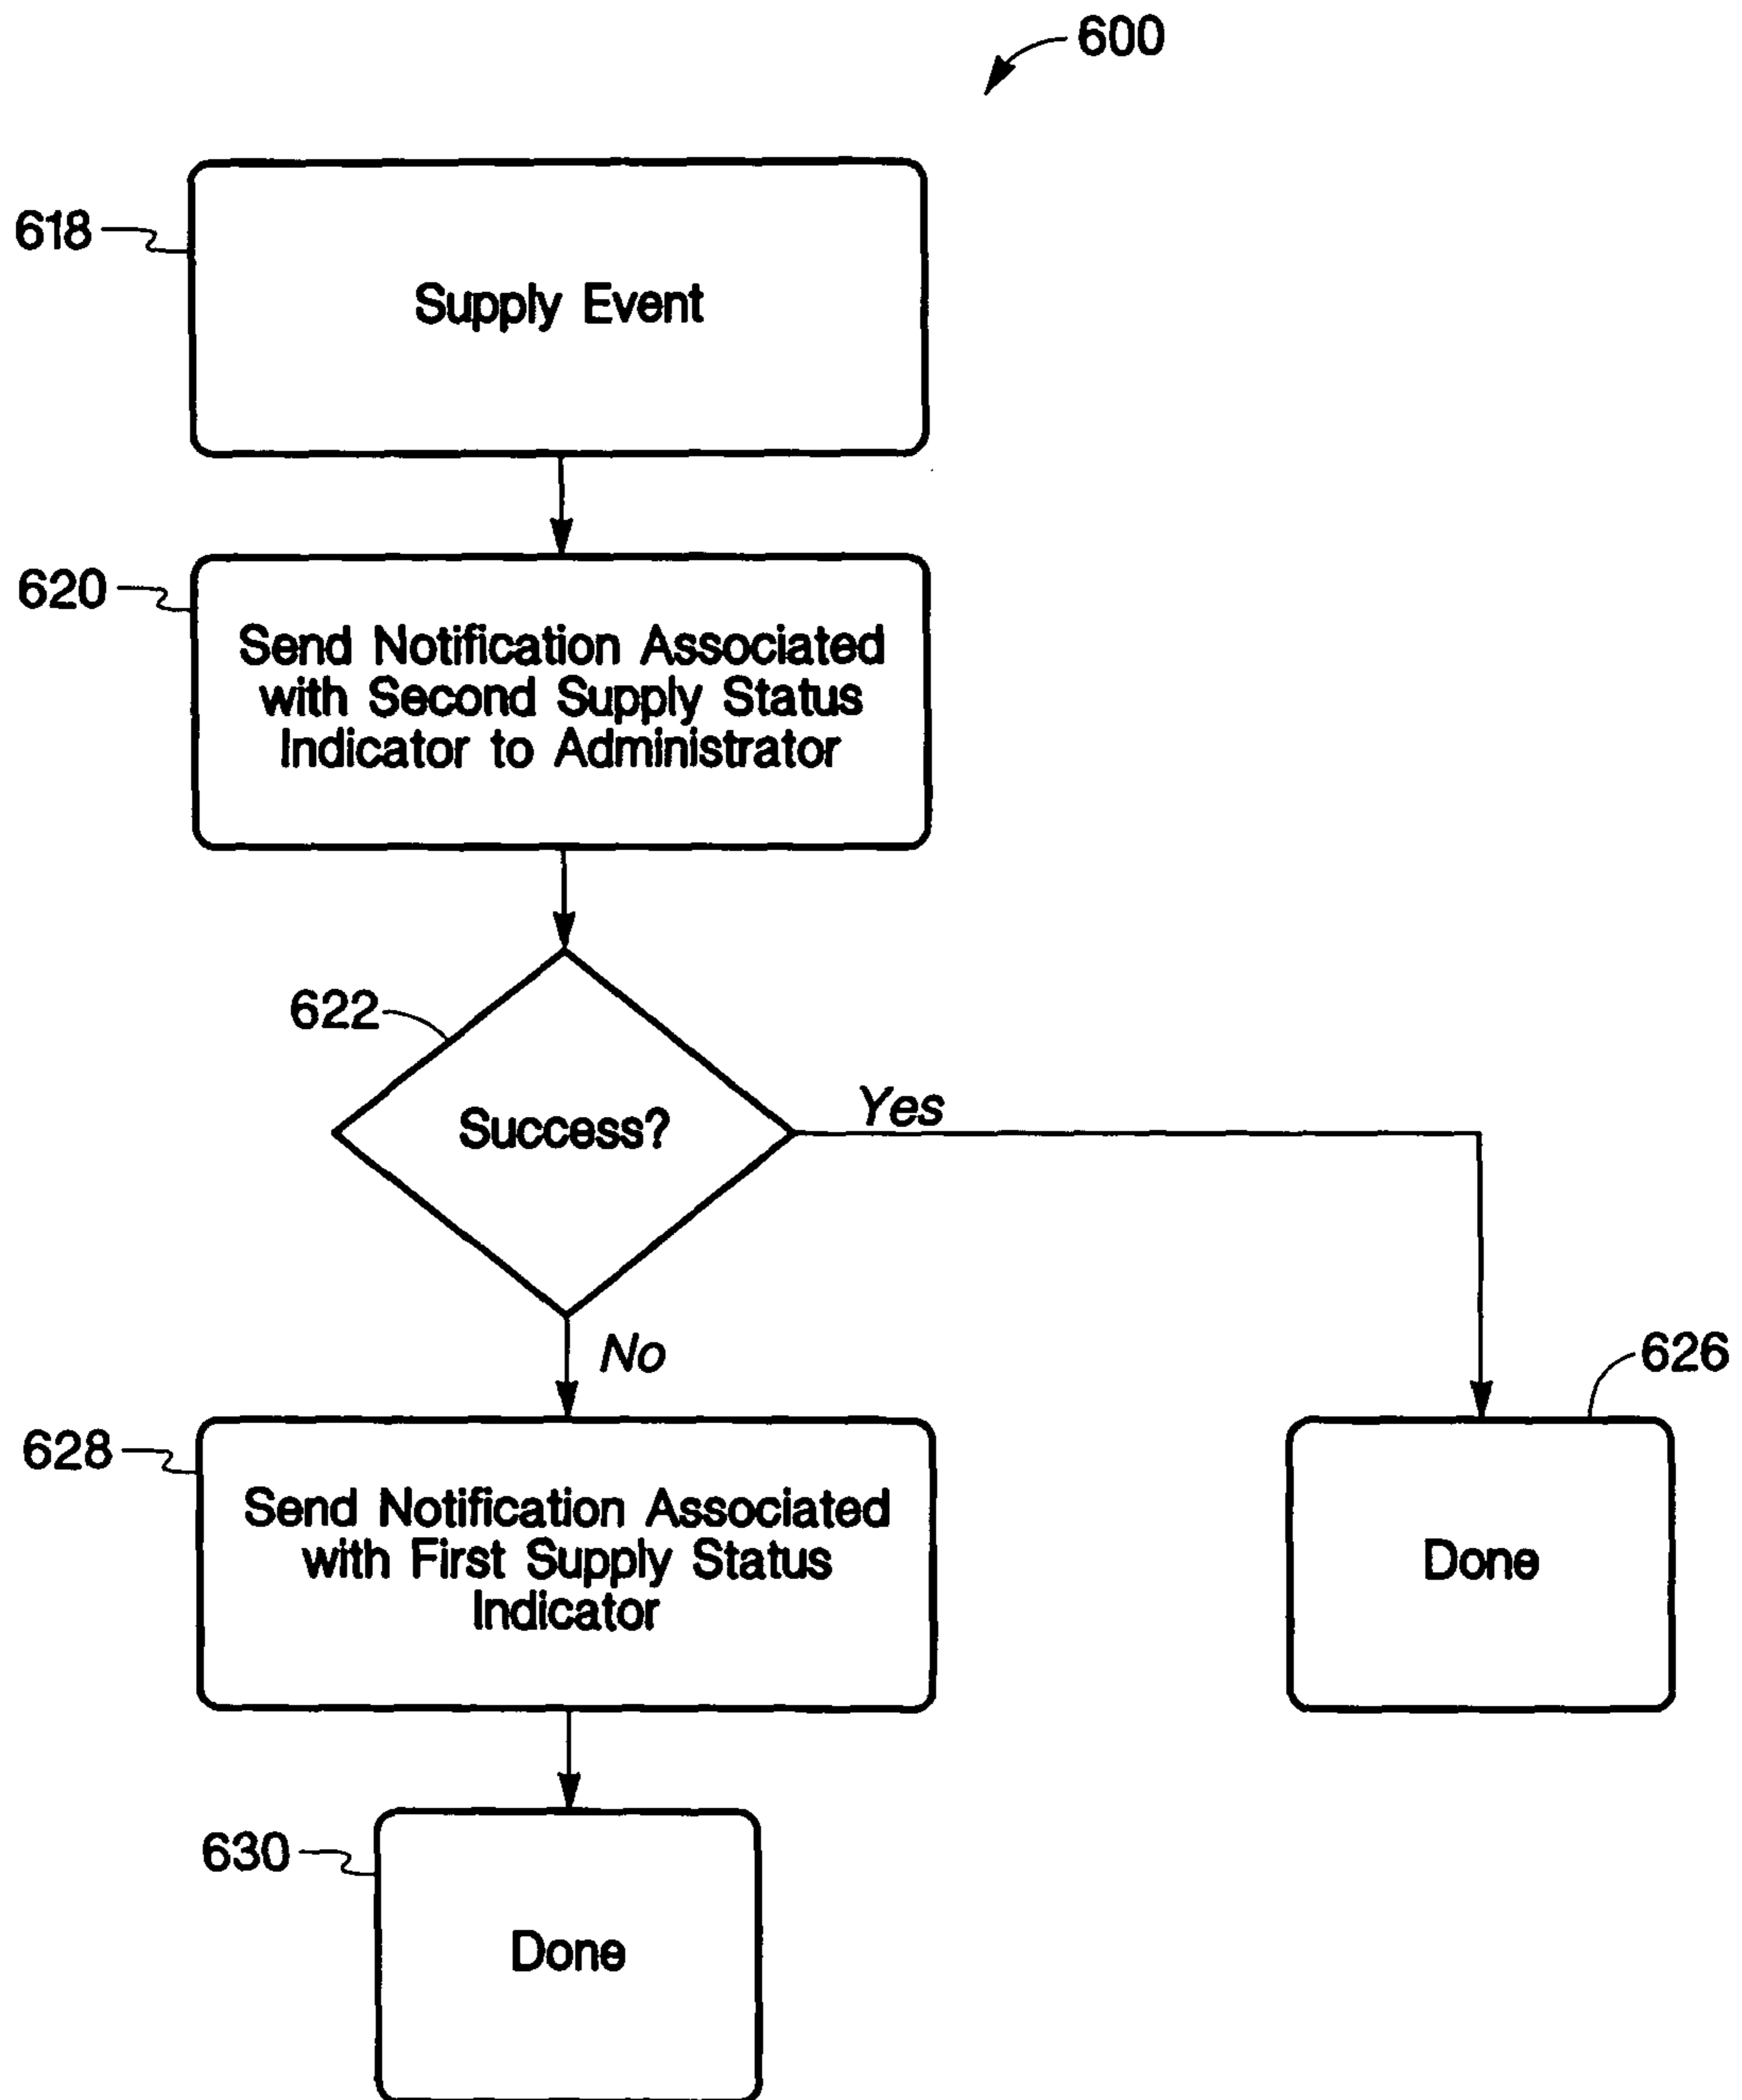 600
618
Supply Event
620
Send Notification Associated
with Second Supply Status
Indicator to Administrator
622
Success?
Yes
No
626
628
Send Notification Associated
with First Supply Status
Indicator
Done
630
Done